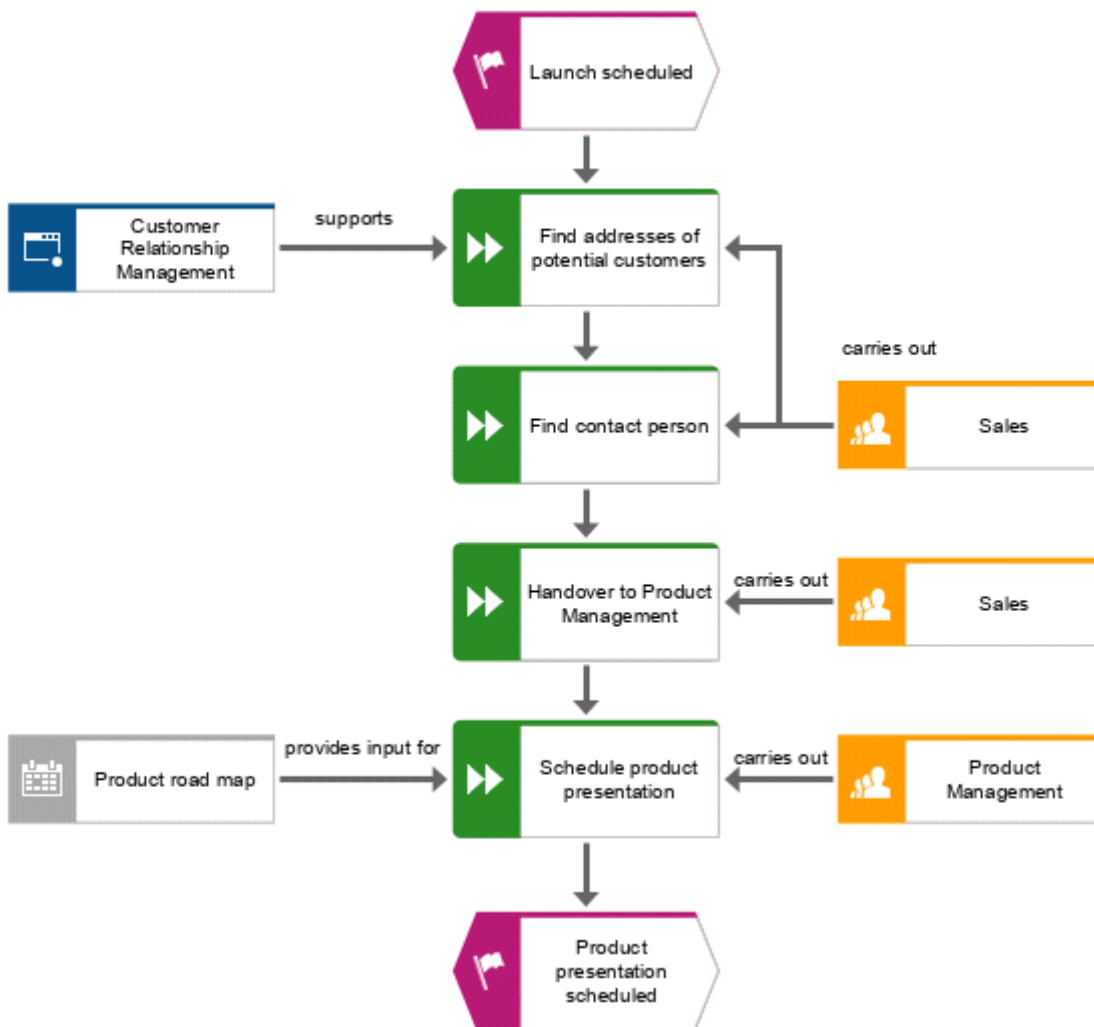 Launch scheduled
supports
Customer
Relationship
Management
Find addresses of
potential customers
carries out
Find contact person
Sales
Handover to Product
Management
carries out
Sales
provides input for
Product road map
Schedule product
presentation
carries out
Product
Management
Product
presentation
scheduled